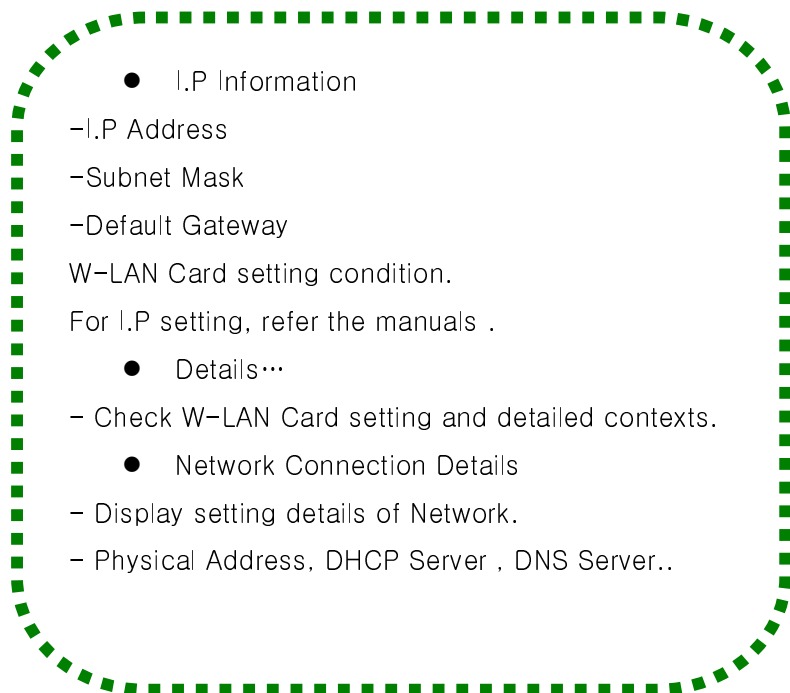 ● I.P Information
-I.P Address
-Subnet Mask
-Default Gateway
W-LAN Card setting condition.
For I.P setting, refer the manuals .
● Details…
- Check W-LAN Card setting and detailed contexts.
● Network Connection Details
- Display setting details of Network.
- Physical Address, DHCP Server , DNS Server..